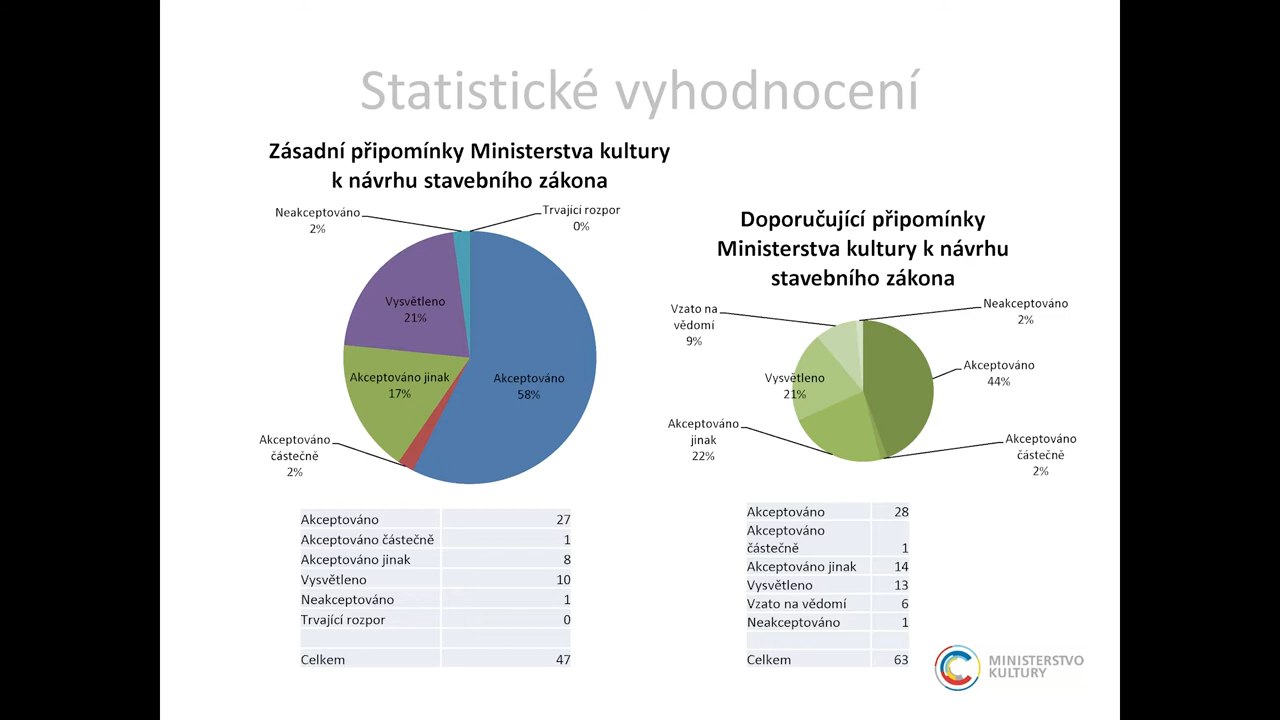 Statistické vyhodnocení
Zásadní připomínky Ministerstva kultury
k návrhu stavebního zákona
Neakceptováno
2%
Trvající rozpor
0%
Vysvětleno
21%
Akceptováno jinak
17%
Akceptováno
58%
Akceptováno
částečně
2%
Akceptováno 27
Akceptováno částečně 1
Akceptováno jinak 8
Vysvětleno 10
Neakceptováno 1
Trvající rozpor 0
Celkem 47
Doporučující připomínky
Ministerstva kultury k návrhu
stavebního zákona
Vzato na
vědomí
9%
Neakceptováno
2%
Akceptováno
44%
Vysvětleno
21%
Akceptováno
jinak
22%
Akceptováno
částečně
2%
Akceptováno 28
Akceptováno
částečně 1
Akceptováno jinak 14
Vysvětleno 13
Vzato na vědomí 6
Neakceptováno 1
Celkem 63
MINISTERSTVO
KULTURY